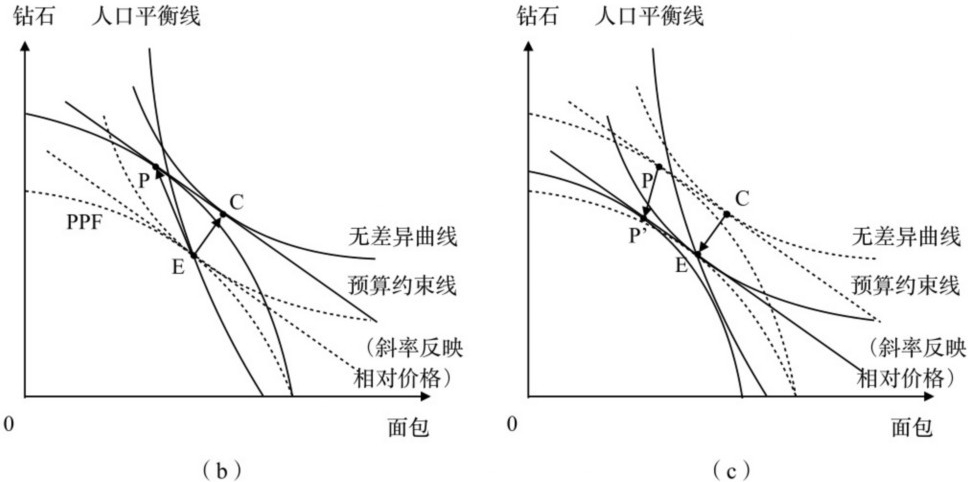 钻石 人口平衡线
P
C
PPF
E
无差异曲线
预算约束线
(斜率反映
相对价格)
0
面包
(b)
钻石 人口平衡线
P
C
P'
E
无差异曲线
预算约束线
(斜率反映
相对价格)
0
面包
(c)